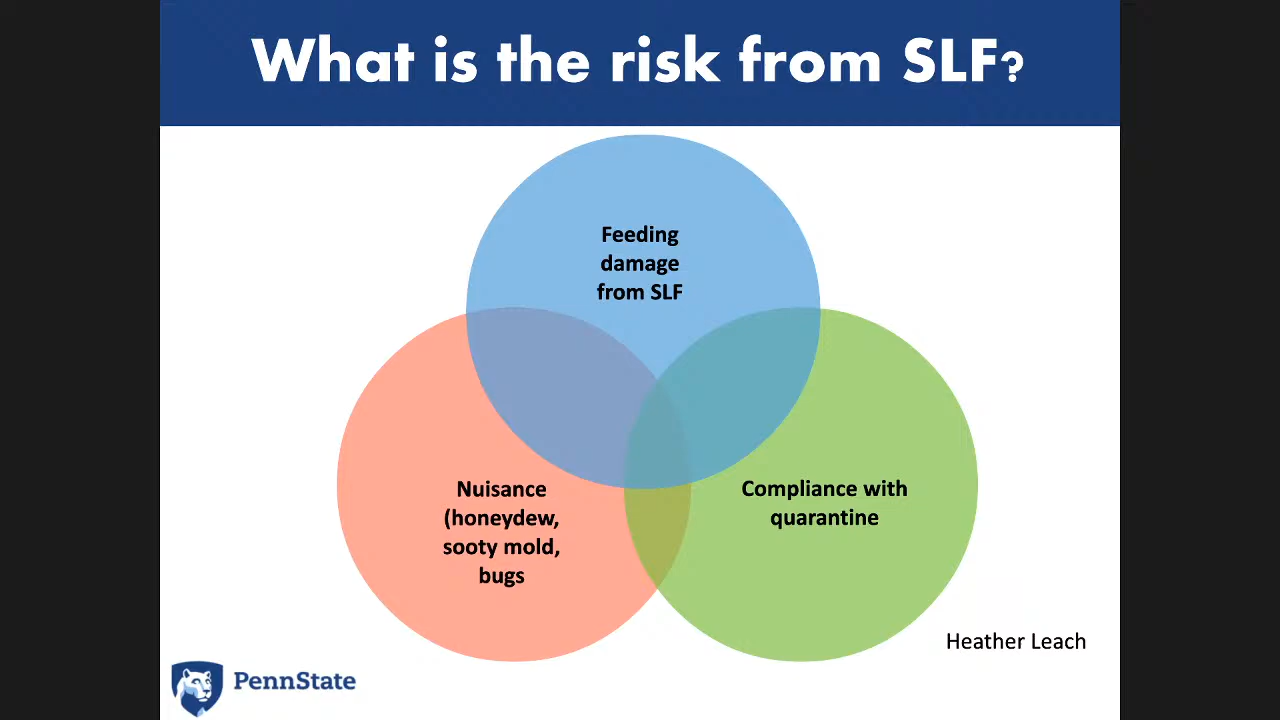 What is the risk from SLF?
Feeding
damage
from SLF
Nuisance
(honeydew,
sooty mold,
bugs
Compliance with
quarantine
Heather Leach
PennState